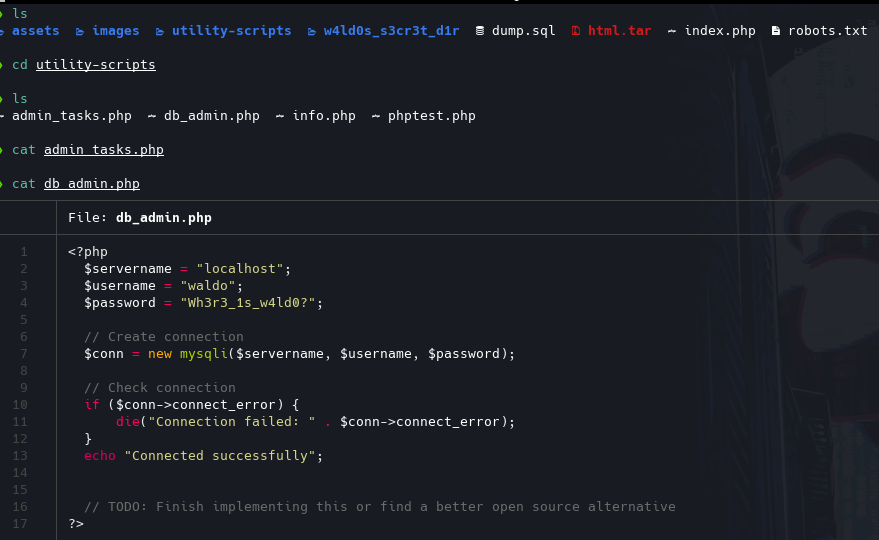 ls
assets images utility-scripts w4ld0s_s3cr3t_d1r dump.sql html.tar index.php robots.txt
cd utility-scripts
ls
admin_tasks.php db_admin.php info.php phptest.php
cat admin_tasks.php
cat db_admin.php
File: db_admin.php
1 <?php
2 $servername = "localhost";
3 $username = "waldo";
4 $password = "Wh3r3_1s_w4ld0?";
5
6 // Create connection
7 $conn = new mysqli($servername, $username, $password);
8
9 // Check connection
10 if ($conn->connect_error) {
11 die("Connection failed: " . $conn->connect_error);
12 }
13 echo "Connected successfully";
14
15
16 // TODO: Finish implementing this or find a better open source alternative
17 ?>